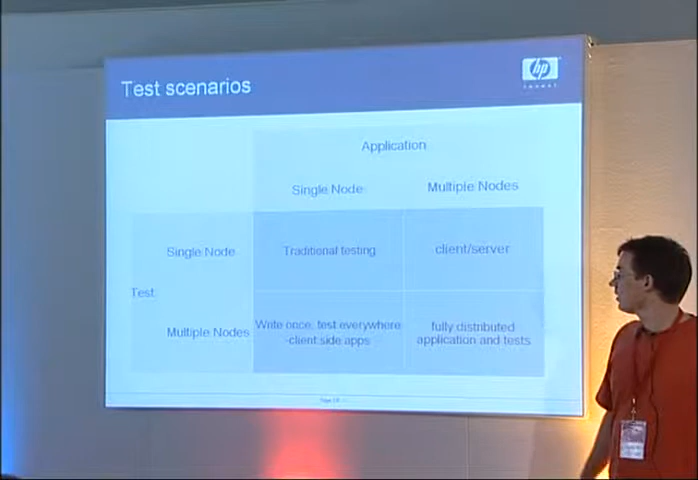 Test scenarios
hp
invent
Application
Single Node
Multiple Nodes
Single Node
Traditional testing
client/server
Test
Multiple Nodes
Write once, test everywhere
-client side apps
fully distributed
application and tests